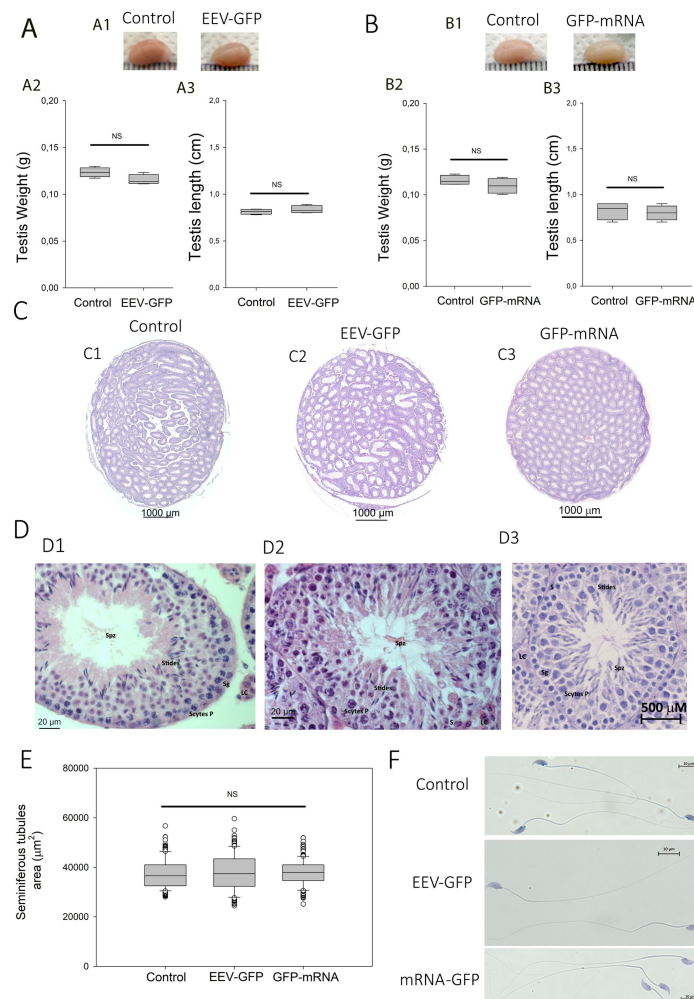 A
A1
Control
EEV-GFP
B
B1
Control
GFP-mRNA
A2
Testis Weight (g)
0,20
0,15
0,10
0,05
0,00
NS
Control
EEV-GFP
A3
Testis length (cm)
2,0
1,5
1,0
0,5
0,0
NS
Control
EEV-GFP
B2
Testis Weight (g)
0,20
0,15
0,10
0,05
0,00
NS
Control
GFP-mRNA
B3
Testis length (cm)
2,0
1,5
1,0
0,5
0,0
NS
Control
GFP-mRNA
C
Control
C1
1000 µm
EEV-GFP
C2
1000 µm
GFP-mRNA
C3
1000 µm
D
D1
Spz
Stides
Sg
LC
Scytes P
20 µm
D2
Spz
Stides
Scytes P
S
LC
20 µm
D3
S
Stides
LC
Sg
Spz
Scytes P
500 µM
E
Seminiferous tubules
area (µm²)
80000
60000
40000
20000
0
NS
Control
EEV-GFP
GFP-mRNA
F
Control
10 µm
EEV-GFP
10 µm
mRNA-GFP